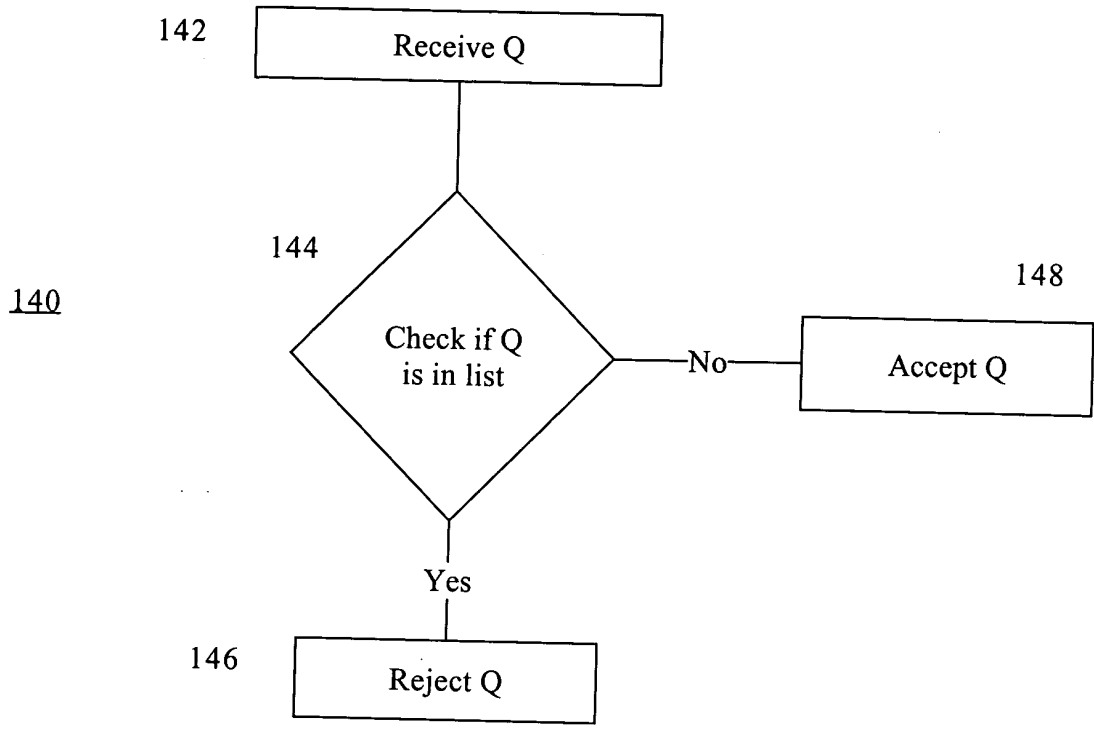 142
Receive Q
144
140
Check if Q
is in list
No
148
Accept Q
Yes
146
Reject Q